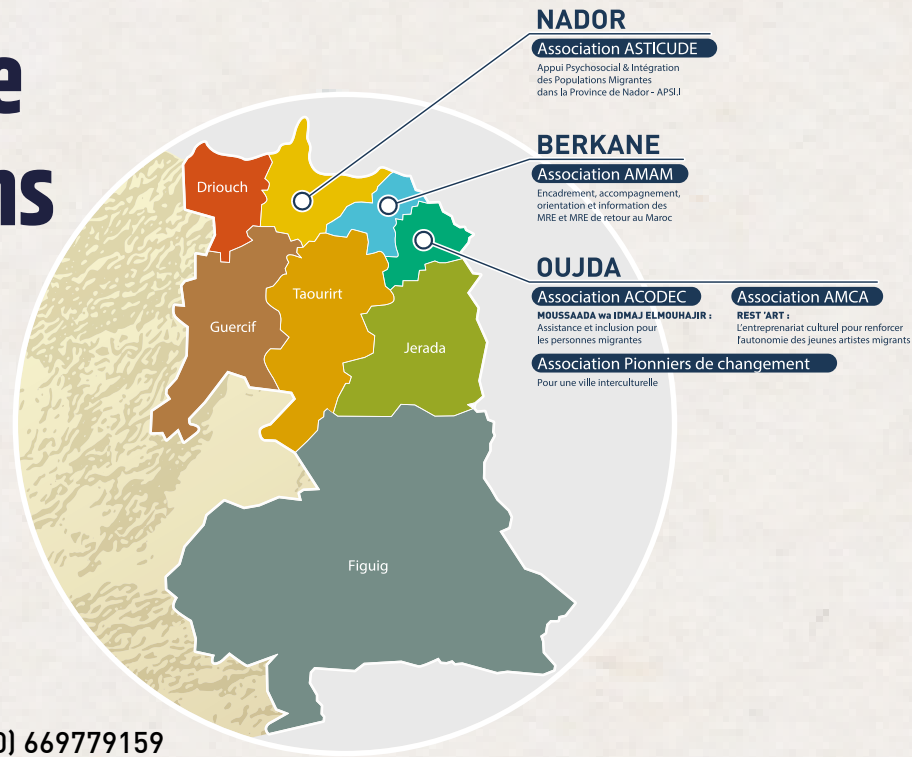 e
ns
NADOR
Association ASTICUDE
Appui Psychosocial & Intégration
des Populations Migrantes
dans la Province de Nador - APSI.I
BERKANE
Association AMAM
Encadrement, accompagnement,
orientation et information des
MRE et MRE de retour au Maroc
OUJDA
Association ACODEC
MOUSSAADA wa IDMAJ ELMOUHAJIR :
Assistance et inclusion pour
les personnes migrantes
Association AMCA
REST 'ART :
L'entreprenariat culturel pour renforcer
l'autonomie des jeunes artistes migrants
Association Pionniers de changement
Pour une ville interculturelle
Driouch
Taourirt
Guercif
Jerada
Figuig
0) 669779159